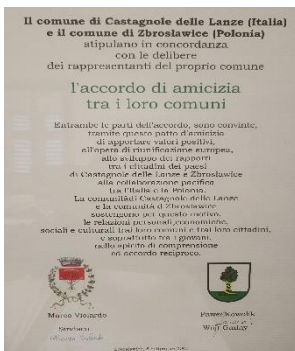 Il comune di Castagnole delle Lanze (Italia)
e il comune di Zbrosławice (Polonia)
stipulano in concordanza
con le delibere
dei rappresentanti del proprio comune
l'accordo di amicizia
tra i loro comuni
Entrambe le parti dell'accordo, sono convinte,
tramite questo patto d'amicizia
di apportare valori positivi,
all'opera di riunificazione europea,
allo sviluppo dei rapporti
tra i cittadini dei paesi
di Castagnole delle Lanze e Zbrosławice
alla collaborazione pacifica
tra l'Italia e la Polonia.
La comunità di Castagnole delle Lanze
e la comunità d Zbrosławice
sostengono per questo motivo,
le relazioni personali, economiche,
sociali e culturali trai loro comuni e trai loro cittadini,
e soprattutto tra i giovani,
nello spirito di comprensione
ed accordo reciproco.
Marco Violardo
Paweł Kowolik
Sindaco
Wójt Gminy